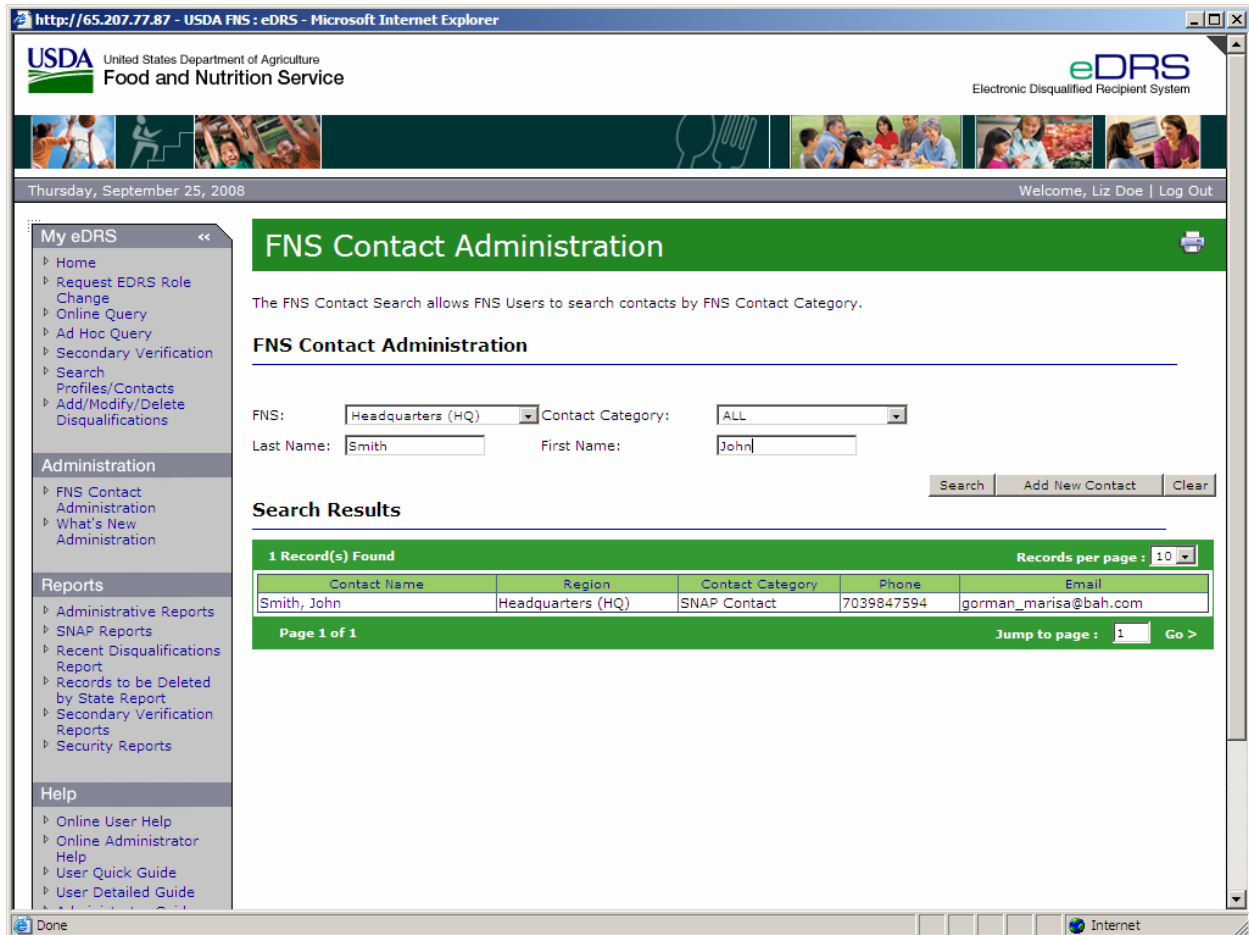 http://65.207.77.87 - USDA FNS : eDRS - Microsoft Internet Explorer
USDA
United States Department of Agriculture
Food and Nutrition Service
eDRS
Electronic Disqualified Recipient System
Thursday, September 25, 2008
Welcome, Liz Doe | Log Out
My eDRS <<
Home
Request EDRS Role
Change
Online Query
Ad Hoc Query
Secondary Verification
Search
Profiles/Contacts
Add/Modify/Delete
Disqualifications
Administration
FNS Contact
Administration
What's New
Administration
Reports
Administrative Reports
SNAP Reports
Recent Disqualifications
Report
Records to be Deleted
by State Report
Secondary Verification
Reports
Security Reports
Help
Online User Help
Online Administrator
Help
User Quick Guide
User Detailed Guide
FNS Contact Administration
The FNS Contact Search allows FNS Users to search contacts by FNS Contact Category.
FNS Contact Administration
FNS: Headquarters (HQ) Contact Category: ALL
Last Name: Smith First Name: John
Search Add New Contact Clear
Search Results
1 Record(s) Found Records per page : 10
Contact Name Region Contact Category Phone Email
Smith, John Headquarters (HQ) SNAP Contact 7039847594 gorman_marisa@bah.com
Page 1 of 1 Jump to page : 1 Go >
Done
Internet